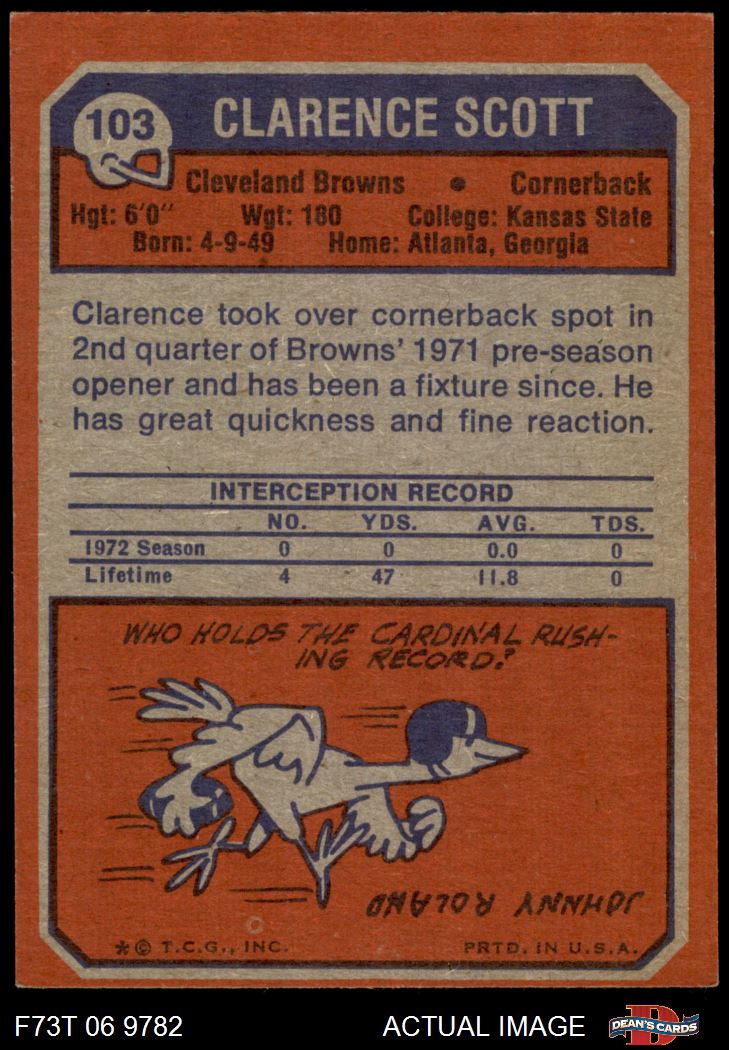 103
CLARENCE SCOTT
Cleveland Browns • Cornerback
Hgt: 6'0" Wgt: 180 College: Kansas State
Born: 4-9-49 Home: Atlanta, Georgia
Clarence took over cornerback spot in
2nd quarter of Browns' 1971 pre-season
opener and has been a fixture since. He
has great quickness and fine reaction.
INTERCEPTION RECORD
NO. YDS. AVG. TDS.
1972 Season 0 0 0.0 0
Lifetime 4 47 11.8 0
WHO HOLDS THE CARDINAL RUSH-
ING RECORD?
JOHNNY ROLAND
*© T.C.G., INC. PRTD. IN U.S.A.
F73T 06 9782 ACTUAL IMAGE DEAN'S CARDS